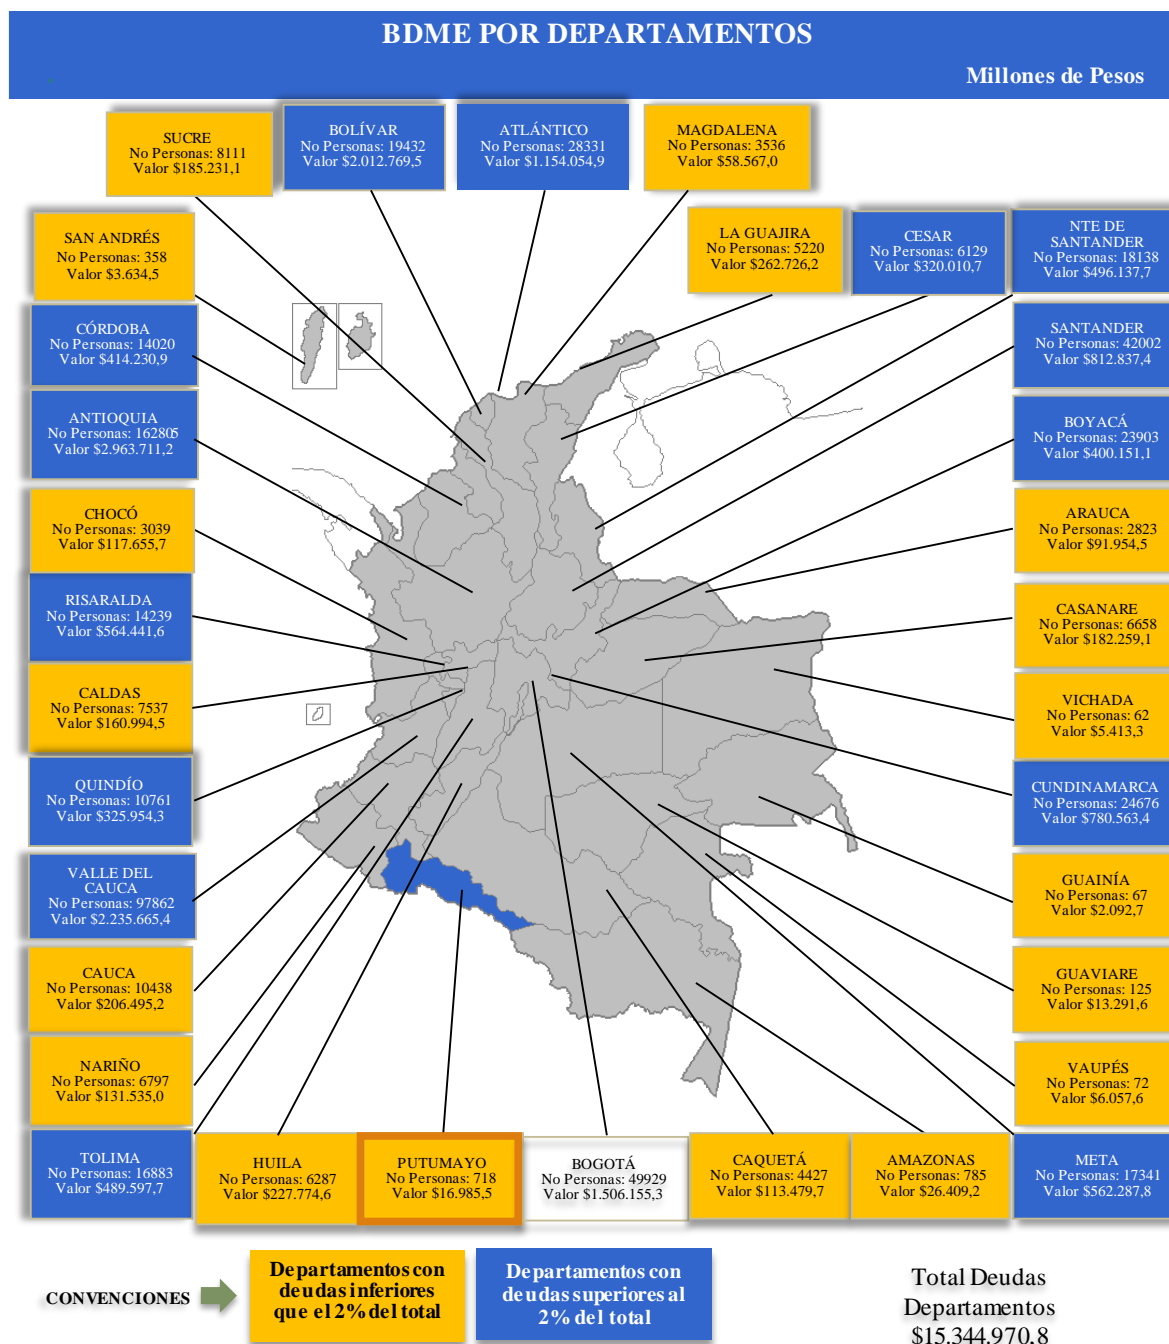 BDME POR DEPARTAMENTOS
Millones de Pesos
SUCRE
No Personas: 8111
Valor $185.231,1
BOLÍVAR
No Personas: 19432
Valor $2.012.769,5
ATLÁNTICO
No Personas: 28331
Valor $1.154.054,9
MAGDALENA
No Personas: 3536
Valor $58.567,0
SAN ANDRÉS
No Personas: 358
Valor $3.634,5
LA GUAJIRA
No Personas: 5220
Valor $262.726,2
CESAR
No Personas: 6129
Valor $320.010,7
NTE DE
SANTANDER
No Personas: 18138
Valor $496.137,7
CÓRDOBA
No Personas: 14020
Valor $414.230,9
SANTANDER
No Personas: 42002
Valor $812.837,4
ANTIOQUIA
No Personas: 162805
Valor $2.963.711,2
BOYACÁ
No Personas: 23903
Valor $400.151,1
CHOCÓ
No Personas: 3039
Valor $117.655,7
ARAUCA
No Personas: 2823
Valor $91.954,5
RISARALDA
No Personas: 14239
Valor $564.441,6
CASANARE
No Personas: 6658
Valor $182.259,1
CALDAS
No Personas: 7537
Valor $160.994,5
VICHADA
No Personas: 62
Valor $5.413,3
QUINDÍO
No Personas: 10761
Valor $325.954,3
CUNDINAMARCA
No Personas: 24676
Valor $780.563,4
VALLE DEL
CAUCA
No Personas: 97862
Valor $2.235.665,4
GUAINÍA
No Personas: 67
Valor $2.092,7
CAUCA
No Personas: 10438
Valor $206.495,2
GUAVIARE
No Personas: 125
Valor $13.291,6
NARIÑO
No Personas: 6797
Valor $131.535,0
VAUPÉS
No Personas: 72
Valor $6.057,6
TOLIMA
No Personas: 16883
Valor $489.597,7
HUILA
No Personas: 6287
Valor $227.774,6
PUTUMAYO
No Personas: 718
Valor $16.985,5
BOGOTÁ
No Personas: 49929
Valor $1.506.155,3
CAQUETÁ
No Personas: 4427
Valor $113.479,7
AMAZONAS
No Personas: 785
Valor $26.409,2
META
No Personas: 17341
Valor $562.287,8
CONVENCIONES
Departamentos con
deudas inferiores
que el 2% del total
Departamentos con
deudas superiores al
2% del total
Total Deudas
Departamentos
$15.344.970,8